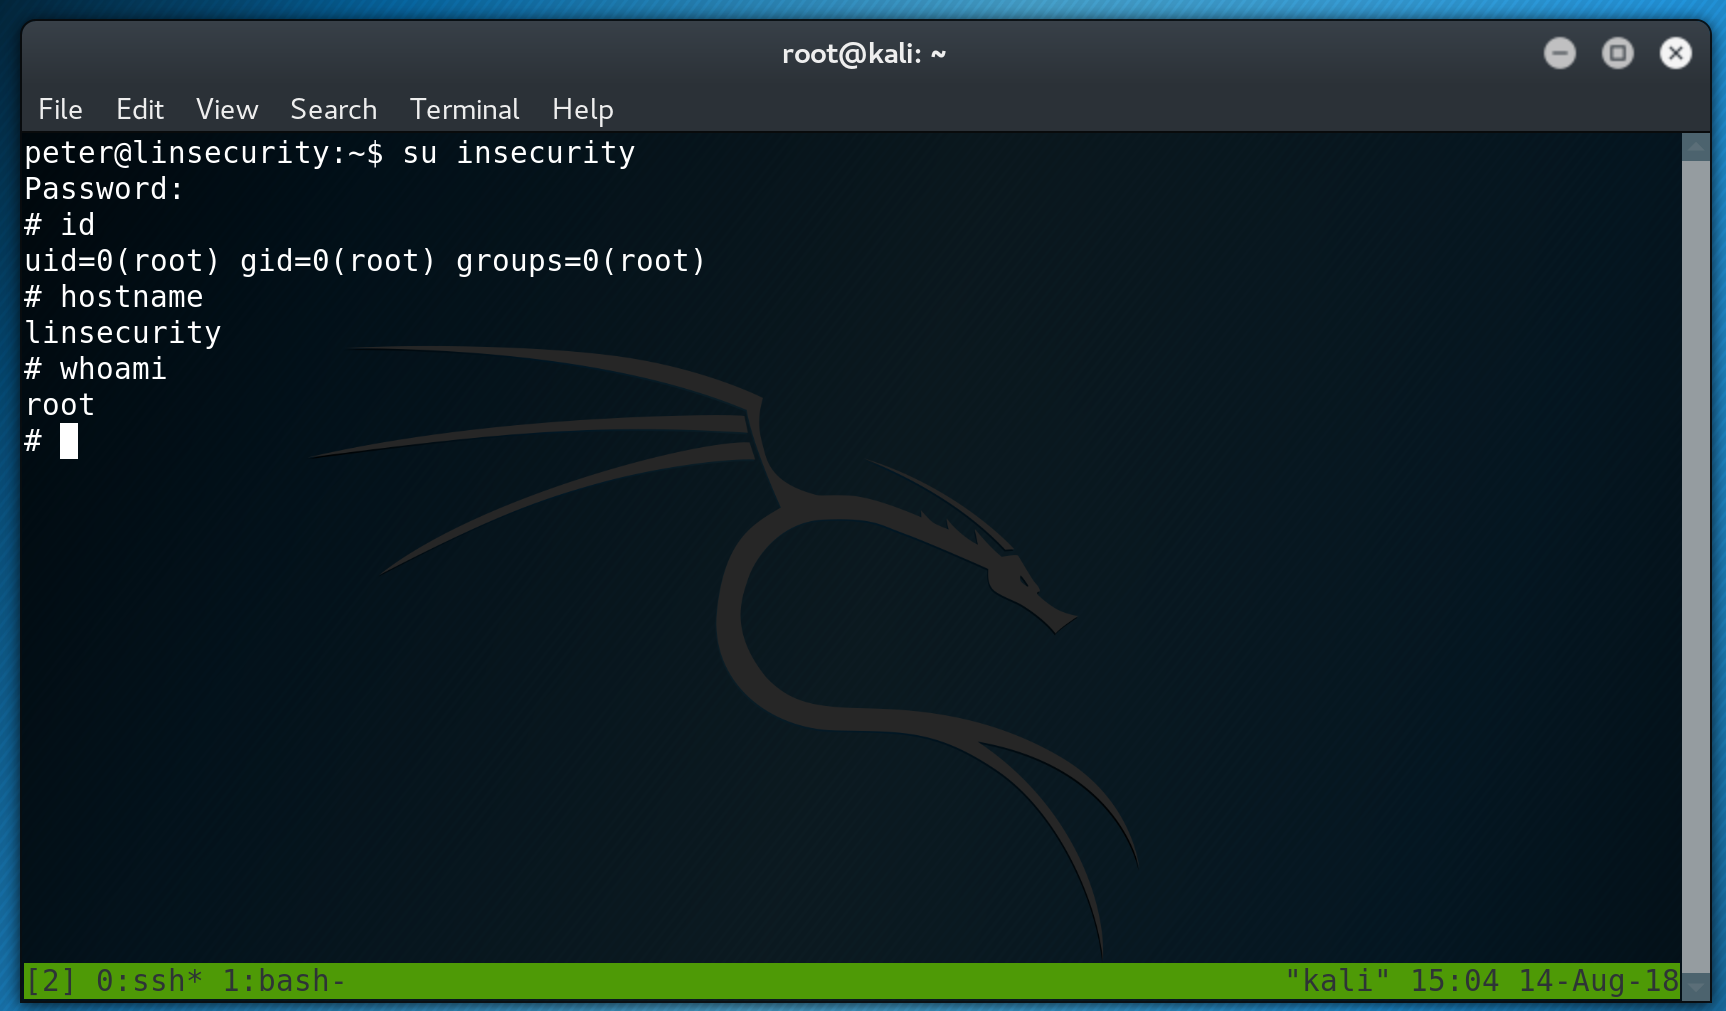 root@kali: ~
File Edit View Search Terminal Help
peter@linsecurity:~$ su insecurity
Password:
# id
uid=0(root) gid=0(root) groups=0(root)
# hostname
linsecurity
# whoami
root
#
[2] 0:ssh* 1:bash- "kali" 15:04 14-Aug-18